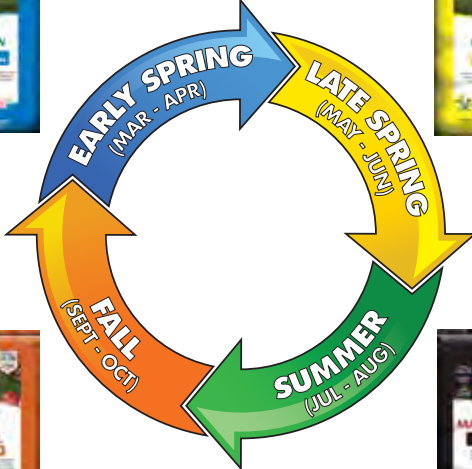 EARLY SPRING
(MAR - APR)
LATE SPRING
(MAY - JUN)
SUMMER
(JUL - AUG)
FALL
(SEPT - OCT)